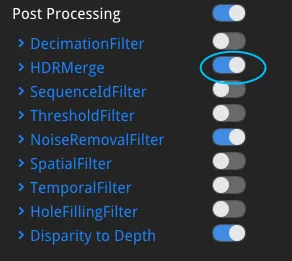 Post Processing
DecimationFilter
HDRMerge
SequenceIdFilter
ThresholdFilter
NoiseRemovalFilter
SpatialFilter
TemporalFilter
HoleFillingFilter
Disparity to Depth